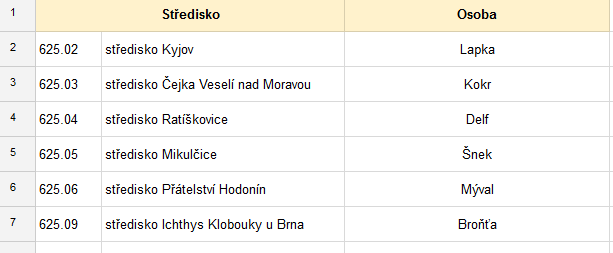 1 Středisko Osoba
2 625.02 středisko Kyjov Lapka
3 625.03 středisko Čejka Veselí nad Moravou Kokr
4 625.04 středisko Ratíškovice Delf
5 625.05 středisko Mikulčice Šnek
6 625.06 středisko Přátelství Hodonín Mýval
7 625.09 středisko Ichthys Klobouky u Brna Broňťa